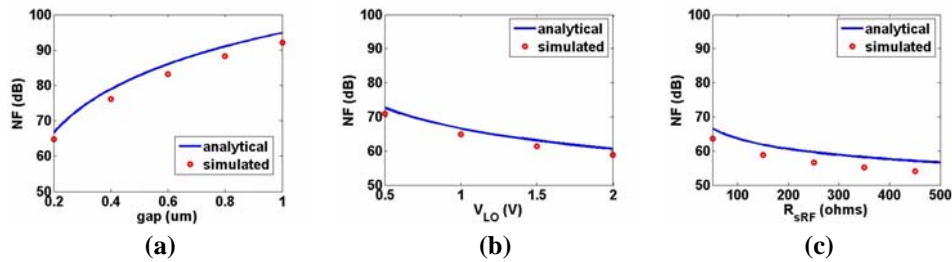 100
90
80
70
60
50
NF (dB)
analytical
simulated
0.2 0.4 0.6 0.8 1
gap (um)
(a)
100
90
80
70
60
50
NF (dB)
analytical
simulated
0.5 1 1.5 2
V_LO (V)
(b)
100
90
80
70
60
50
NF (dB)
analytical
simulated
100 200 300 400 500
R_sRF (ohms)
(c)